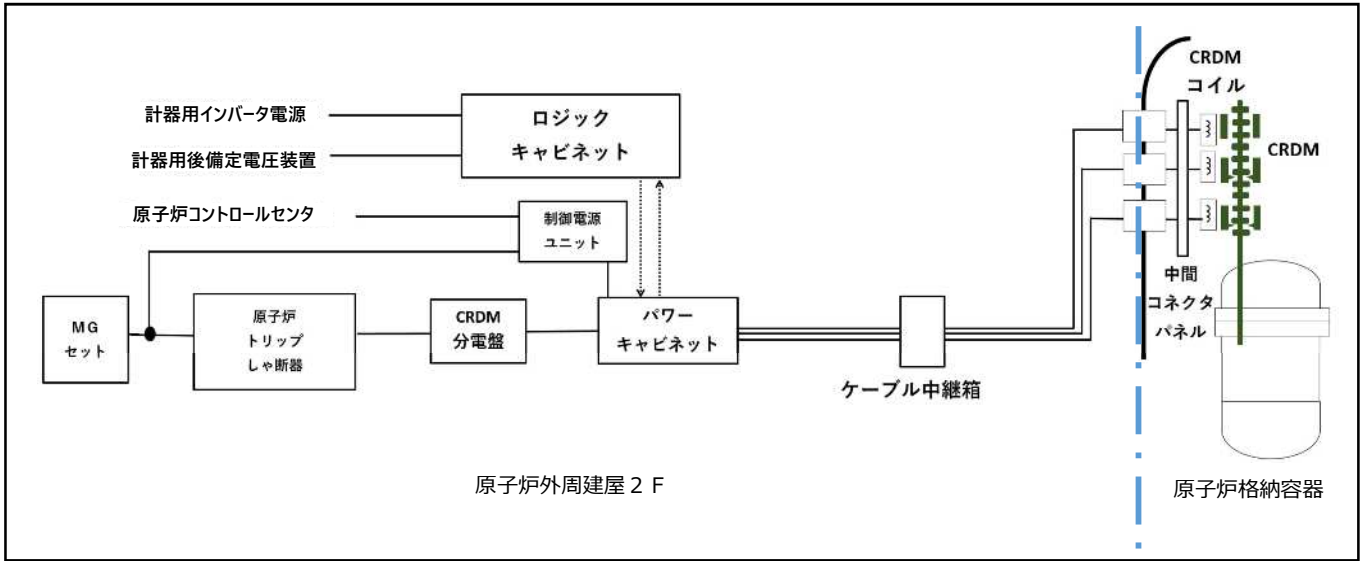 CRDM
コイル
計器用インバータ電源
計器用後備定電圧装置
ロジック
キャビネット
CRDM
原子炉コントロールセンタ
制御電源
ユニット
MG
セット
原子炉
トリップ
しゃ断器
CRDM
分電盤
パワー
キャビネット
ケーブル中継箱
中間
コネクタ
パネル
原子炉外周建屋2F
原子炉格納容器